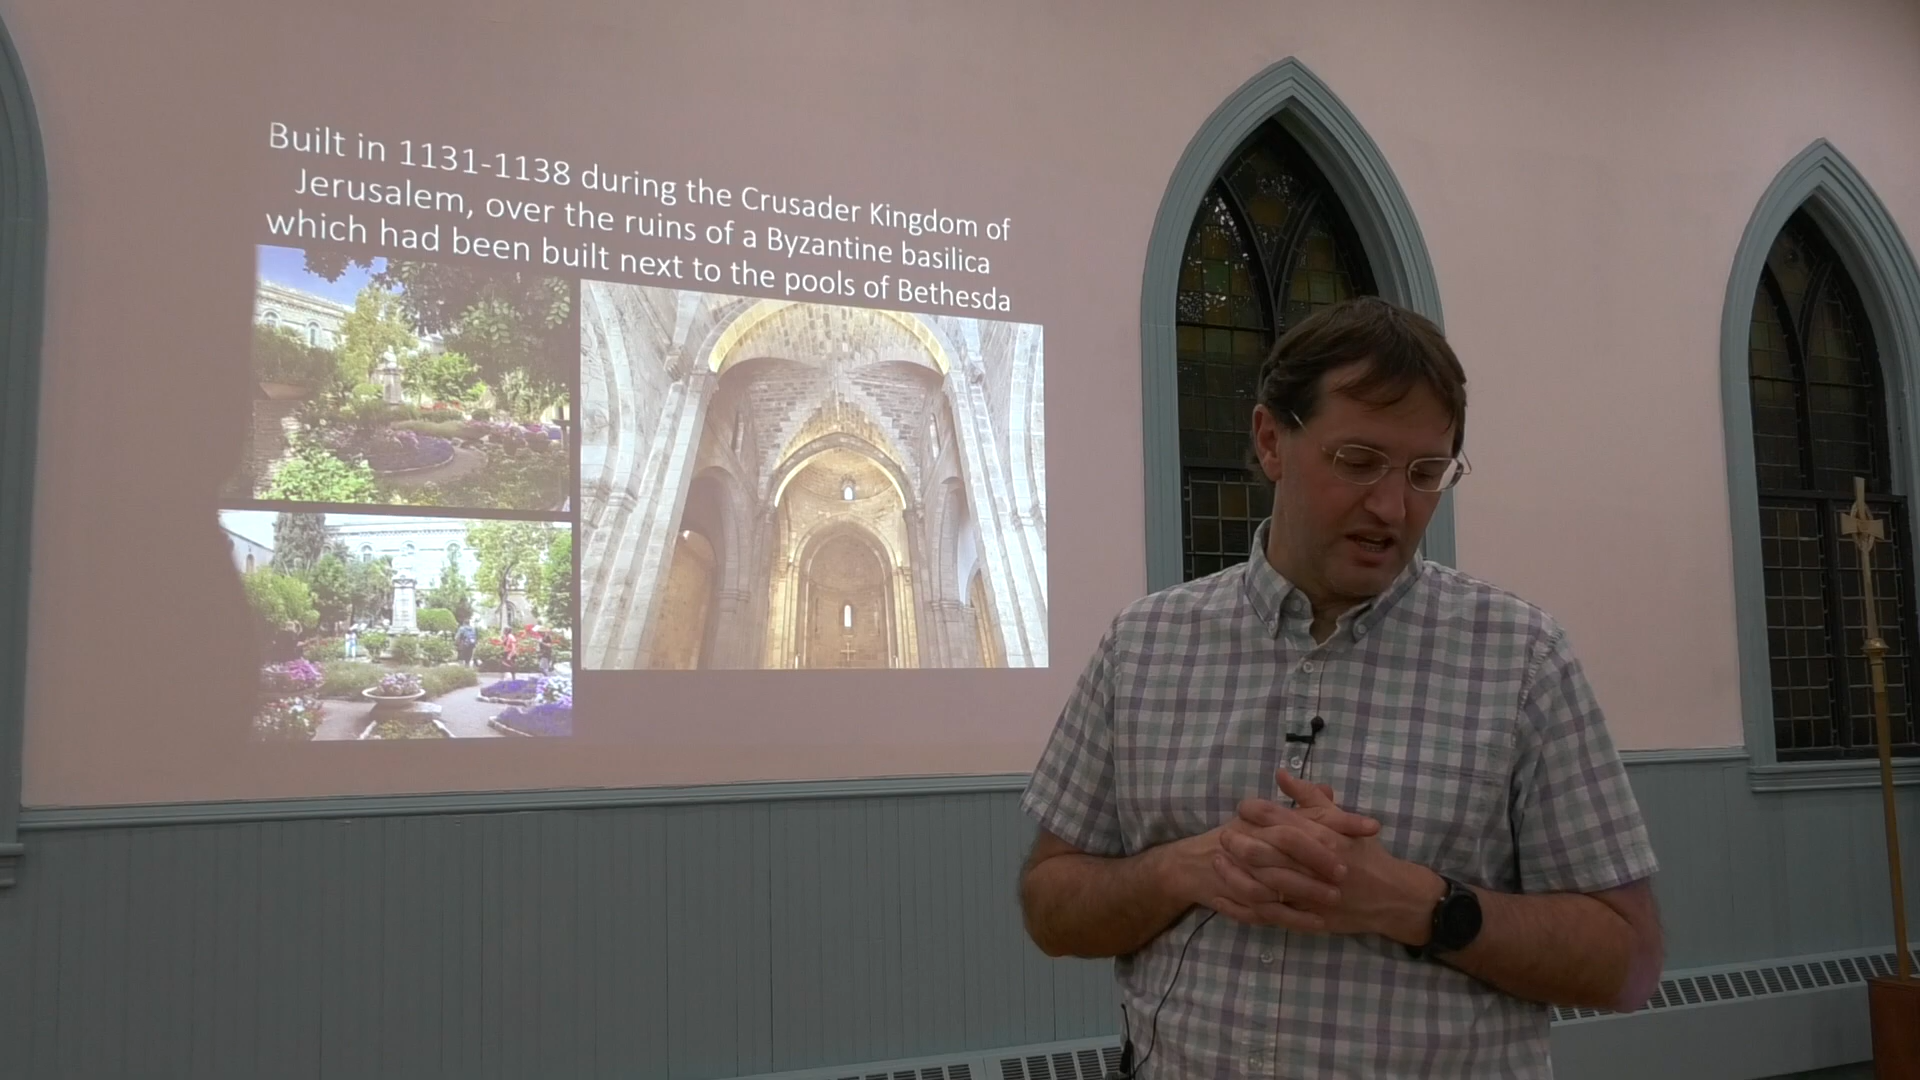 Built in 1131-1138 during the Crusader Kingdom of
Jerusalem, over the ruins of a Byzantine basilica
which had been built next to the pools of Bethesda